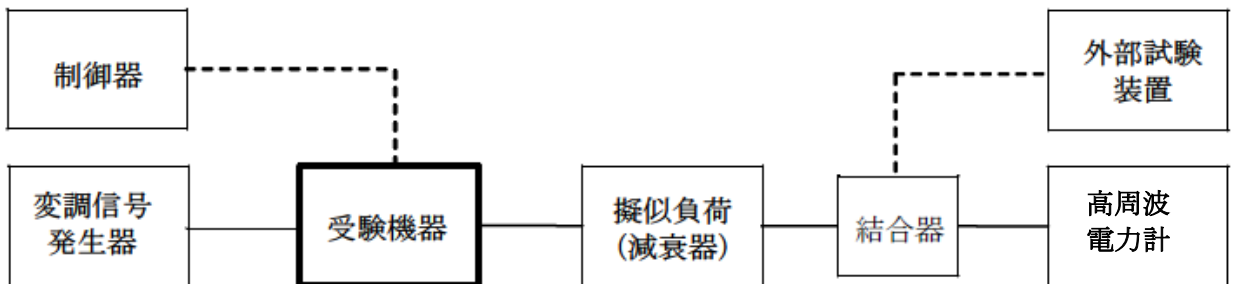 制御器
外部試験
装置
変調信号
発生器
受験機器
擬似負荷
(減衰器)
結合器
高周波
電力計